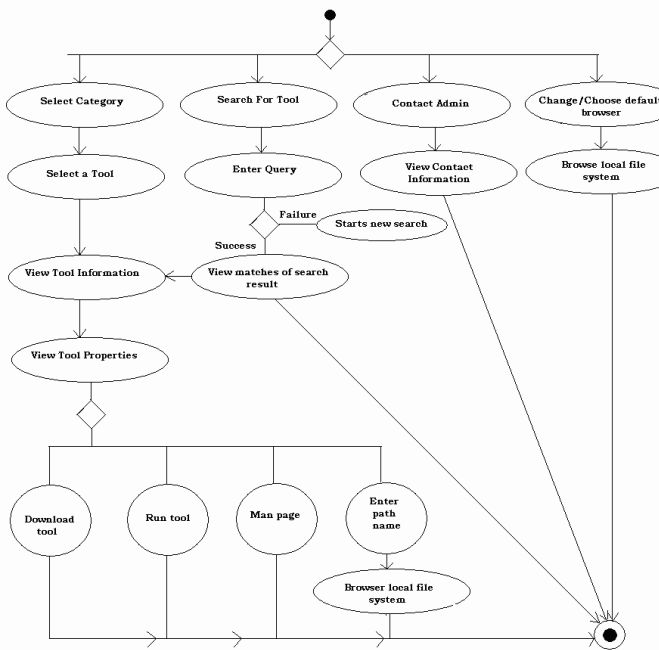 Select Category
Search For Tool
Contact Admin
Change/Choose default
browser
Select a Tool
Enter Query
View Contact
Information
Browse local file
system
Failure
Starts new search
Success
View Tool Information
View matches of search
result
View Tool Properties
Download
tool
Run tool
Man page
Enter
path
name
Browser local file
system